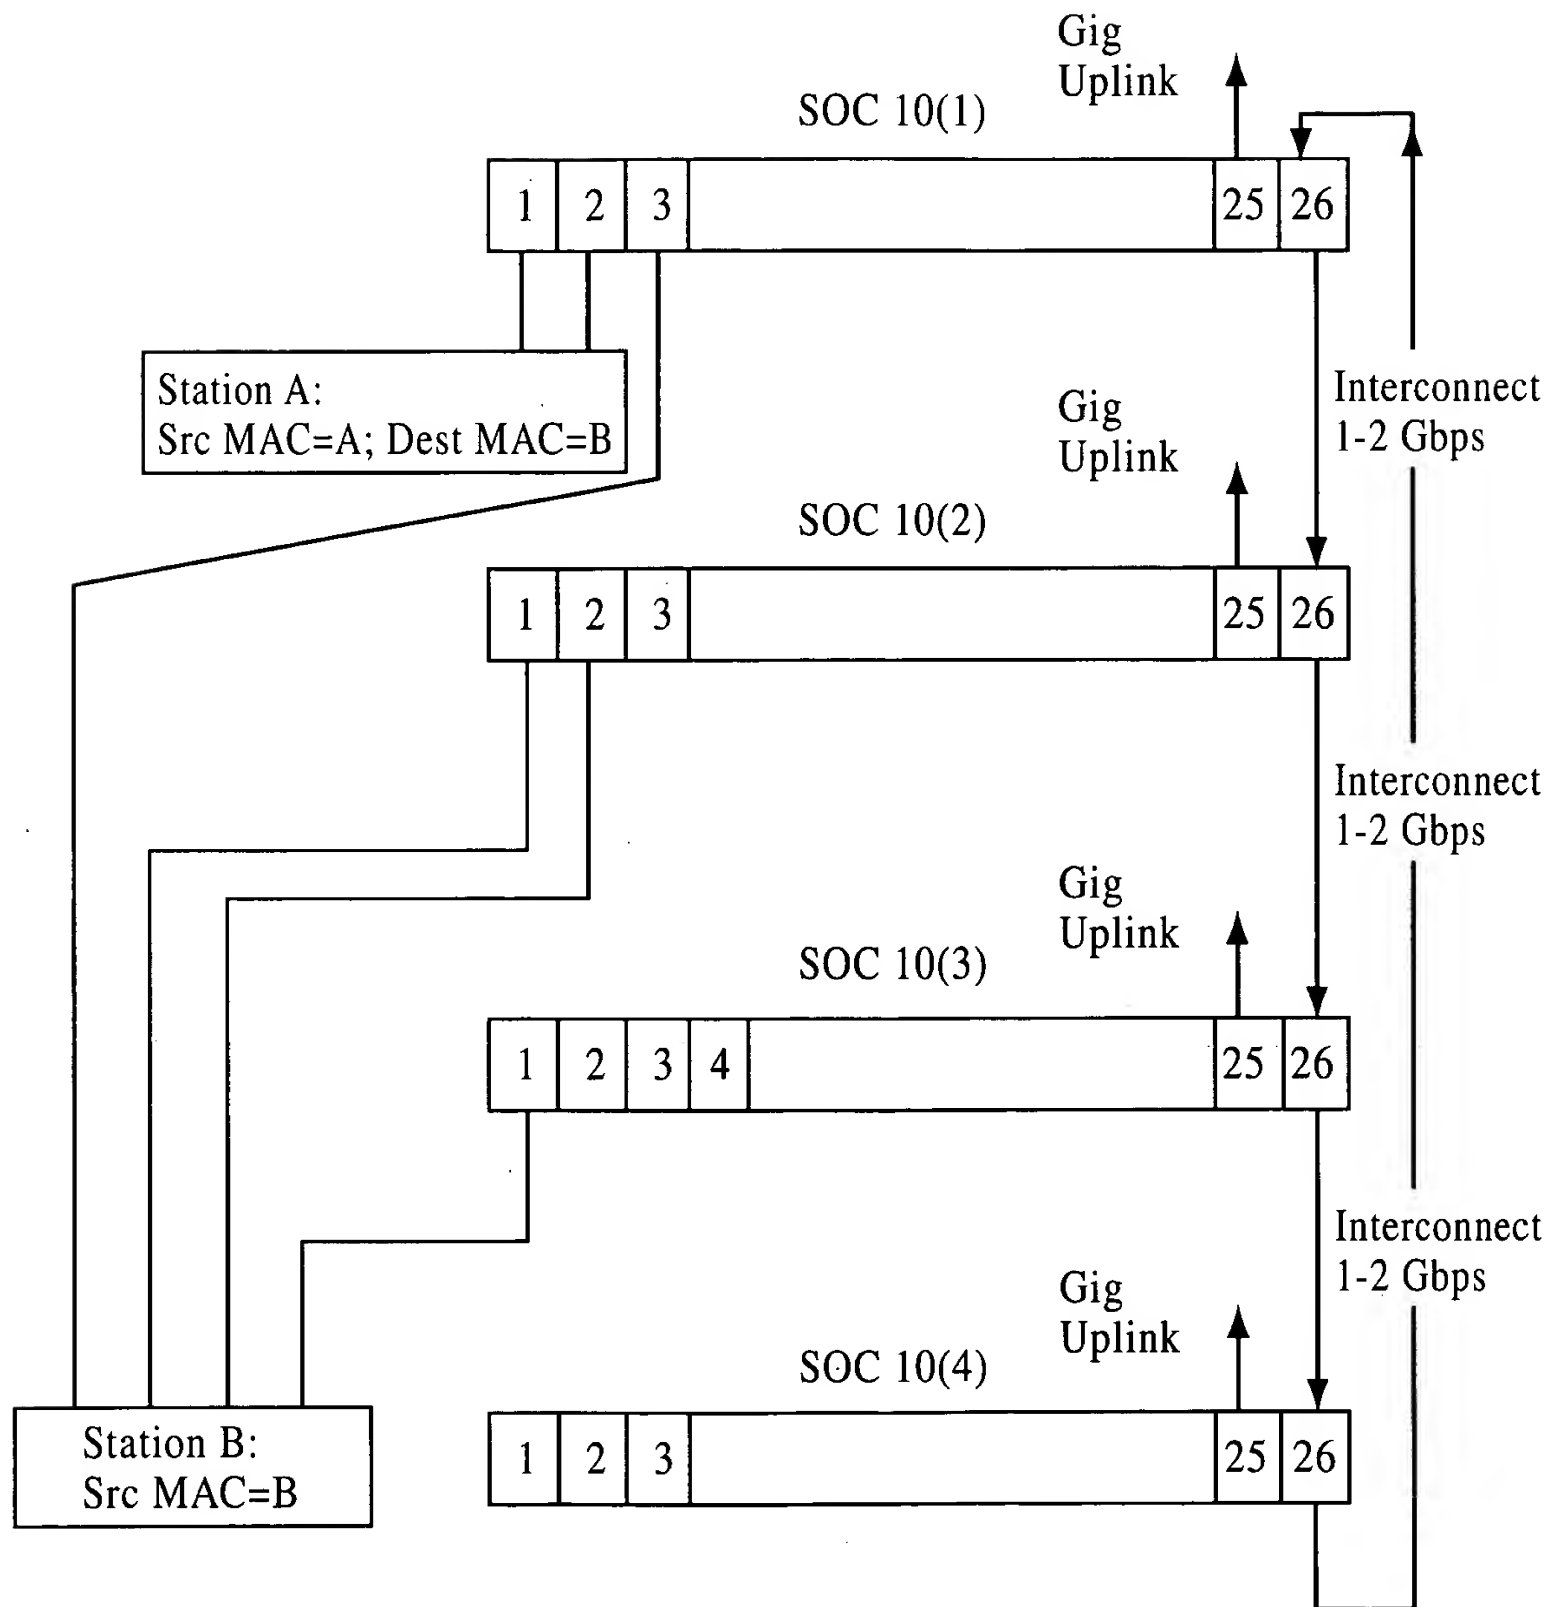 Gig
Uplink
SOC 10(1)
1 2 3 25 26
Station A:
Src MAC=A; Dest MAC=B
Interconnect
1-2 Gbps
Gig
Uplink
SOC 10(2)
1 2 3 25 26
Interconnect
1-2 Gbps
Gig
Uplink
SOC 10(3)
1 2 3 4 25 26
Interconnect
1-2 Gbps
Gig
Uplink
SOC 10(4)
Station B:
Src MAC=B
1 2 3 25 26